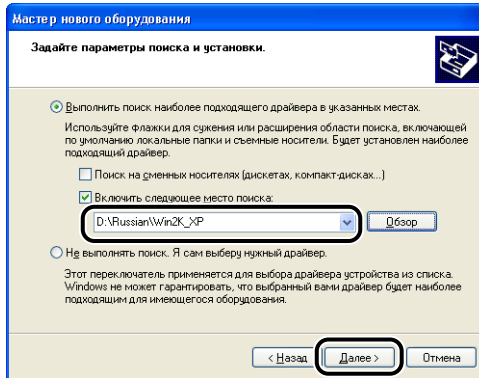 Мастер нового оборудования
Задайте параметры поиска и установки.
Выполнить поиск наиболее подходящего драйвера в указанных местах.
Используйте флажки для сужения или расширения области поиска, включающей
по умолчанию локальные папки и съемные носители. Будет установлен наиболее
подходящий драйвер.
Поиск на сменных носителях (дискетах, компакт-дисках...)
Включить следующее место поиска:
D:\Russian\Win2K_XP
Обзор
Не выполнять поиск. Я сам выберу нужный драйвер.
Этот переключатель применяется для выбора драйвера устройства из списка.
Windows не может гарантировать, что выбранный вами драйвер будет наиболее
подходящим для имеющегося оборудования.
< Назад Далее > Отмена